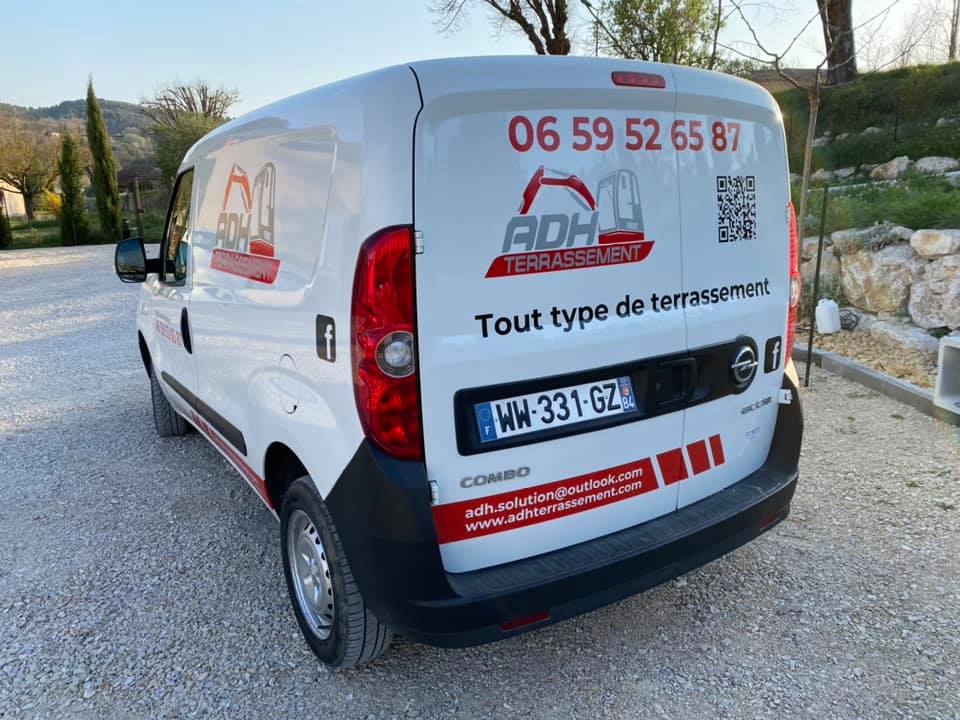 06 59 52 65 87
ADH
TERRASSEMENT
Tout type de terrassement
F WW-331-GZ 84
COMBO
adh.solution@outlook.com
www.adhterrassement.com
ADH
TERRASSEMENT
f
f